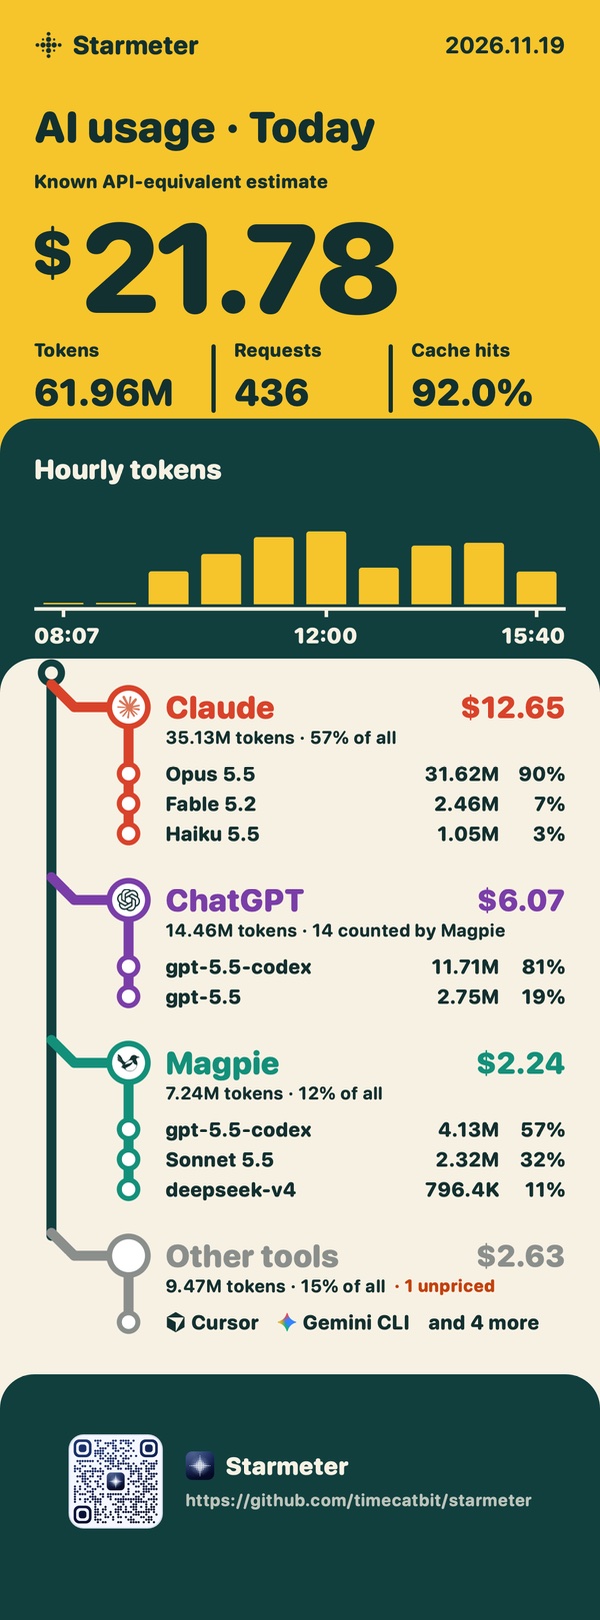 Starmeter 2026.11.19
AI usage · Today
Known API-equivalent estimate
$21.78
Tokens Requests Cache hits
61.96M 436 92.0%
Hourly tokens
08:07 12:00 15:40
Claude $12.65
35.13M tokens · 57% of all
Opus 5.5 31.62M 90%
Fable 5.2 2.46M 7%
Haiku 5.5 1.05M 3%
ChatGPT $6.07
14.46M tokens · 14 counted by Magpie
gpt-5.5-codex 11.71M 81%
gpt-5.5 2.75M 19%
Magpie $2.24
7.24M tokens · 12% of all
gpt-5.5-codex 4.13M 57%
Sonnet 5.5 2.32M 32%
deepseek-v4 796.4K 11%
Other tools $2.63
9.47M tokens · 15% of all · 1 unpriced
Cursor Gemini CLI and 4 more
Starmeter
https://github.com/timecatbit/starmeter